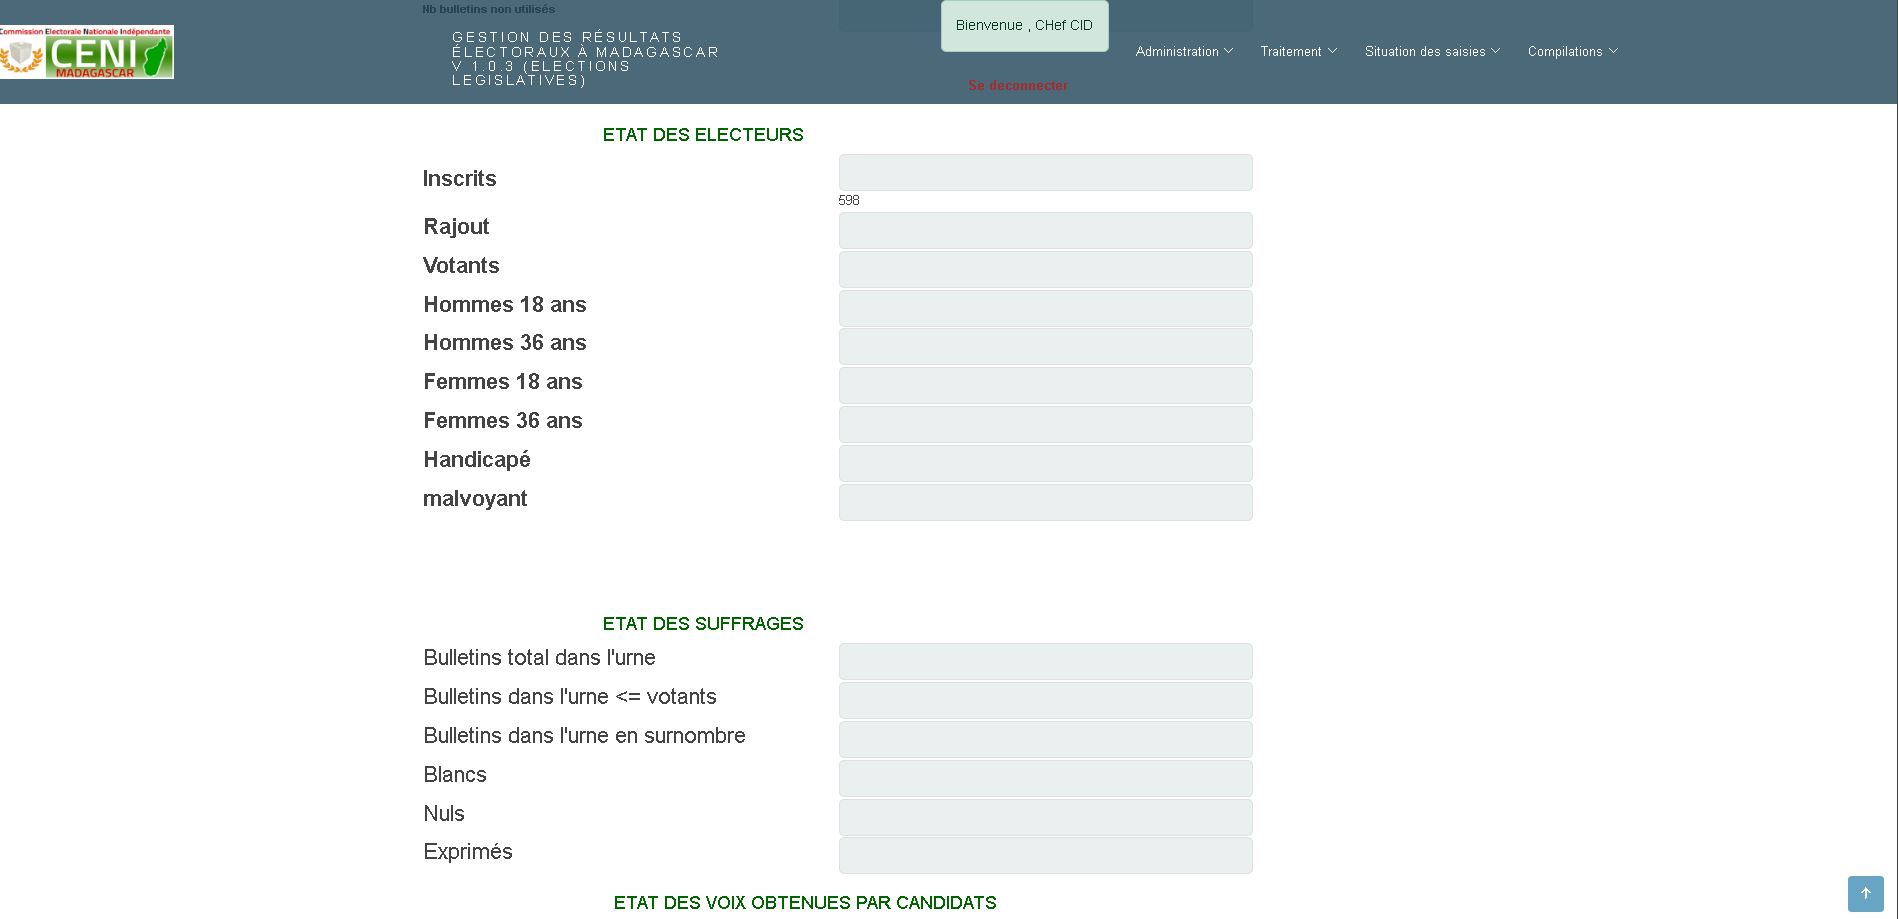 Nb bulletins non utilisés
Commission Electorale Nationale Indépendante
CENI
MADAGASCAR
GESTION DES RÉSULTATS
ÉLECTORAUX À MADAGASCAR
V 1.0.3 (ELECTIONS
LEGISLATIVES)
Bienvenue , CHef CID
Se deconnecter
Administration
Traitement
Situation des saisies
Compilations
ETAT DES ELECTEURS
Inscrits
598
Rajout
Votants
Hommes 18 ans
Hommes 36 ans
Femmes 18 ans
Femmes 36 ans
Handicapé
malvoyant
ETAT DES SUFFRAGES
Bulletins total dans l'urne
Bulletins dans l'urne <= votants
Bulletins dans l'urne en surnombre
Blancs
Nuls
Exprimés
ETAT DES VOIX OBTENUES PAR CANDIDATS